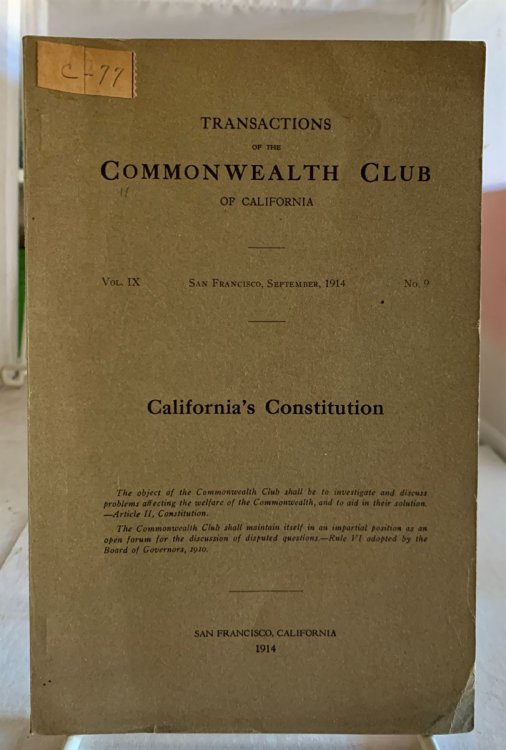 C-77
TRANSACTIONS
OF THE
COMMONWEALTH CLUB
OF CALIFORNIA
VOL. IX SAN FRANCISCO, SEPTEMBER, 1914 No. 9
California's Constitution
The object of the Commonwealth Club shall be to investigate and discuss
problems affecting the welfare of the Commonwealth, and to aid in their solution.
—Article II, Constitution.
The Commonwealth Club shall maintain itself in an impartial position as an
open forum for the discussion of disputed questions.—Rule VI adopted by the
Board of Governors, 1910.
SAN FRANCISCO, CALIFORNIA
1914